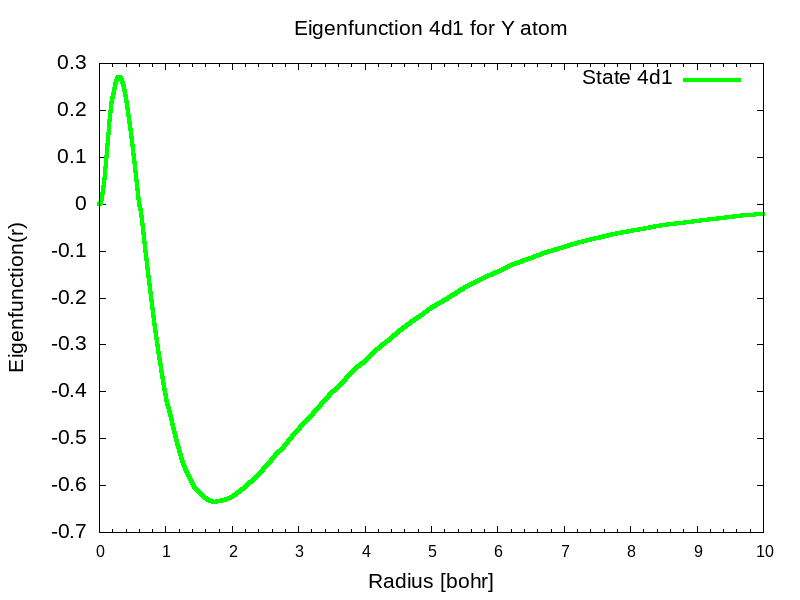 Eigenfunction 4d1 for Y atom
State 4d1
0.3
0.2
0.1
0
-0.1
-0.2
-0.3
-0.4
-0.5
-0.6
-0.7
Eigenfunction(r)
0 1 2 3 4 5 6 7 8 9 10
Radius [bohr]